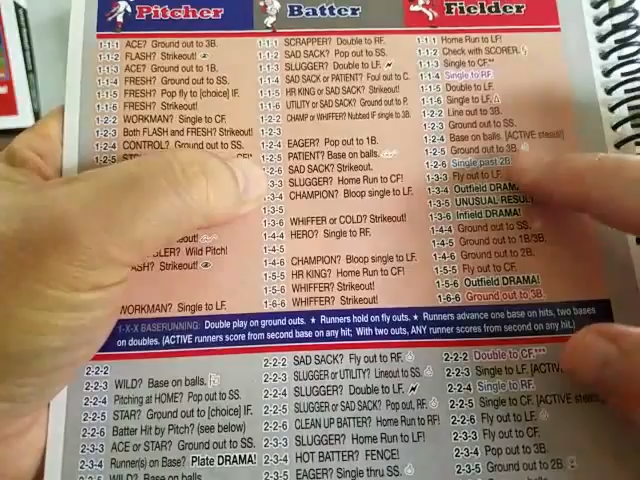 Pitcher
1-1-1 ACE? Ground out to 3B.
1-1-2 FLASH? Strikeout!
1-1-3 ACE? Ground out to 1B.
1-1-4 FRESH? Ground out to SS.
1-1-5 FRESH? Pop fly to [choice] IF.
1-1-6 FRESH? Strikeout!
1-2-2 WORKMAN? Single to CF.
1-2-3 Both FLASH and FRESH? Strikeout!
1-2-4 CONTROL? Ground out to SS.
1-2-5
Wild Pitch!
Strikeout!
WORKMAN? Single to LF.
Batter
1-1-1 SCRAPPER? Double to RF.
1-1-2 SAD SACK? Pop out to SS.
1-1-3 SLUGGER? Double to LF.
1-1-4 SAD SACK or PATIENT? Foul out to C.
1-1-5 HR KING or SAD SACK? Strikeout!
1-1-6 UTILITY or SAD SACK? Ground out to P.
1-2-2 CHAMP or WHIFFER? Nubbed IF single to 3B.
1-2-3
1-2-4 EAGER? Pop out to 1B.
1-2-5 PATIENT? Base on balls.
1-2-6 SAD SACK? Strikeout.
3-3 SLUGGER? Home Run to CF!
1-3-4 CHAMPION? Bloop single to LF.
1-3-5
1-3-6 WHIFFER or COLD? Strikeout!
1-4-4 HERO? Single to RF.
1-4-5
1-4-6 CHAMPION? Bloop single to LF.
1-5-5 HR KING? Home Run to CF!
1-5-6 WHIFFER? Strikeout!
1-6-6 WHIFFER? Strikeout!
Fielder
1-1-1 Home Run to LF!
1-1-2 Check with SCORER.
1-1-3 Single to CF**
1-1-4 Single to RF.
1-1-5 Double to LF.
1-1-6 Single to LF.
1-2-2 Line out to 3B.
1-2-3 Ground out to SS.
1-2-4 Base on balls. [ACTIVE steals!]
1-2-5 Ground out to 3B.
1-2-6 Single past 2B.
1-3-3 Fly out to LF.
1-3-4 Outfield DRAMA
1-3-5 UNUSUAL RESUL
1-3-6 Infield DRAMA!
1-4-4 Ground out to SS.
1-4-5 Ground out to 1B/3B.
1-4-6 Ground out to 2B.
1-5-5 Fly out to CF.
1-5-6 Outfield DRAMA!
1-6-6 Ground out to 3B.
1-X-X BASERUNNING: Double play on ground outs. ★ Runners hold on fly outs. ★ Runners advance one base on hits, two bases
on doubles. (ACTIVE runners score from second on any hit; With two outs, ANY runner scores from second on any hit.)
2-2-2
2-2-3 WILD? Base on balls.
2-2-4 Pitching at HOME? Pop out to SS.
2-2-5 STAR? Ground out to [choice] IF.
2-2-6 Batter Hit by Pitch? (see below)
2-3-3 ACE or STAR? Ground out to SS.
2-3-4 Runner(s) on Base? Plate DRAMA!
2-3-5 WILD? Base on balls.
2-2-2 SAD SACK? Fly out to RF.
2-2-3 SLUGGER or UTILITY? Lineout to SS.
2-2-4 SLUGGER? Double to LF.
2-2-5 SLUGGER or SAD SACK? Pop out, RF.
2-2-6 CLEAN UP BATTER? Home Run to RF!
2-3-3 SLUGGER? Home Run to LF!
2-3-4 HOT BATTER? FENCE!
2-3-5 EAGER? Single thru SS.
2-2-2 Double to CF***
2-2-3 Single to LF. [ACTIV
2-2-4 Single to RF.
2-2-5 Single to CF. [ACTIVE steals!]
2-2-6 Fly out to LF.
2-3-3 Fly out to CF.
2-3-4 Pop out to 3B.
2-3-5 Ground out to 2B.